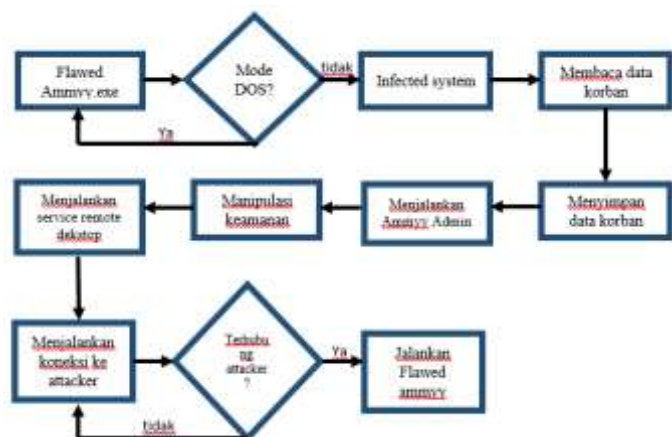 Flawed
Ammyy.exe
Mode
DOS?
tidak
Infected system
Membaca data
korban
Ya
Menjalankan
service remote
dekstop
Manipulasi
keamanan
Menjalankan
Ammyy Admin
Menyimpan
data korban
Menjalankan
koneksi ke
attacker
Terhubu
ng
attacker
?
Ya
Jalankan
Flawed
ammyy
tidak